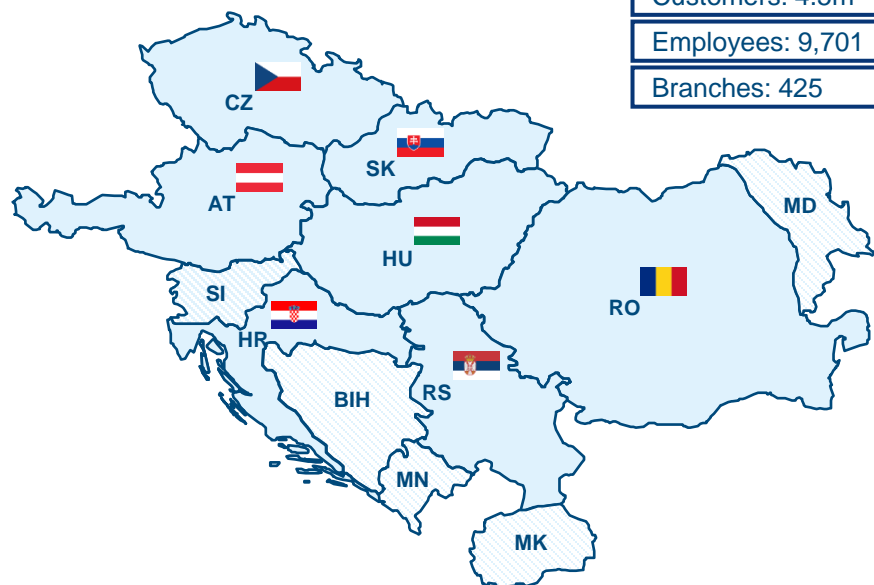 Employees: 9,701
Branches: 425
CZ
SK
AT
MD
HU
SI
RO
HR
RS
BIH
MN
MK